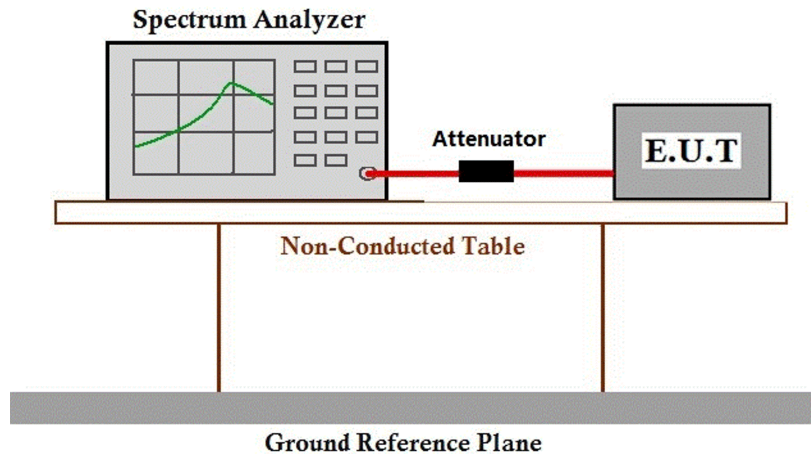 Spectrum Analyzer
Attenuator
E.U.T
Non-Conducted Table
Ground Reference Plane